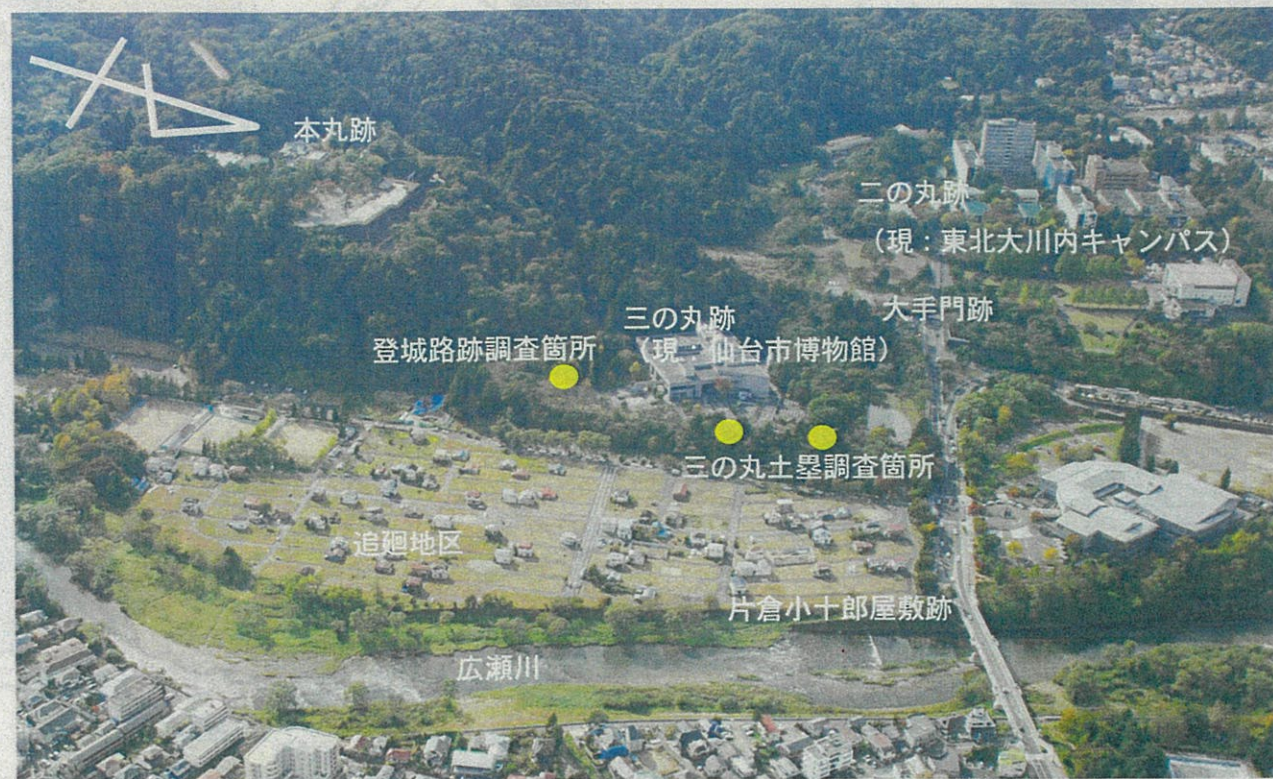 本丸跡
二の丸跡
（現：東北大川内キャンパス）
大手門跡
三の丸跡
（現：仙台市博物館）
登城路跡調査箇所
三の丸土塁調査箇所
追廻地区
片倉小十郎屋敷跡
広瀬川